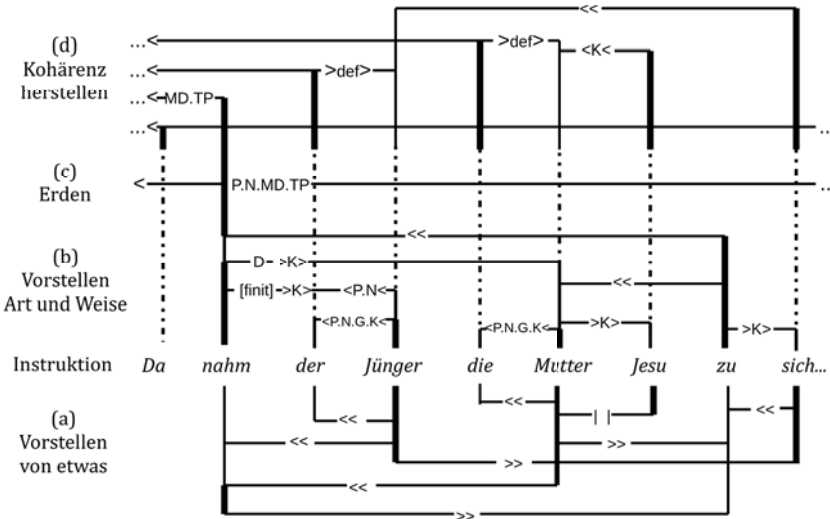 <<
(d)
Kohärenz
herstellen
...< >def>
<K<
...< >def>
...< MD.TP
...< ..
(c)
Erden
< P.N.MD.TP ..
<<
(b)
Vorstellen
Art und Weise
D- >K>
<<
[finit] >K> <P.N<
<P.N.G.K< <P.N.G.K< >K> >K>
Instruktion Da nahm der Jünger die Mutter Jesu zu sich...
(a)
Vorstellen
von etwas
<< << | | <<
<< >>
>>
<<
>>